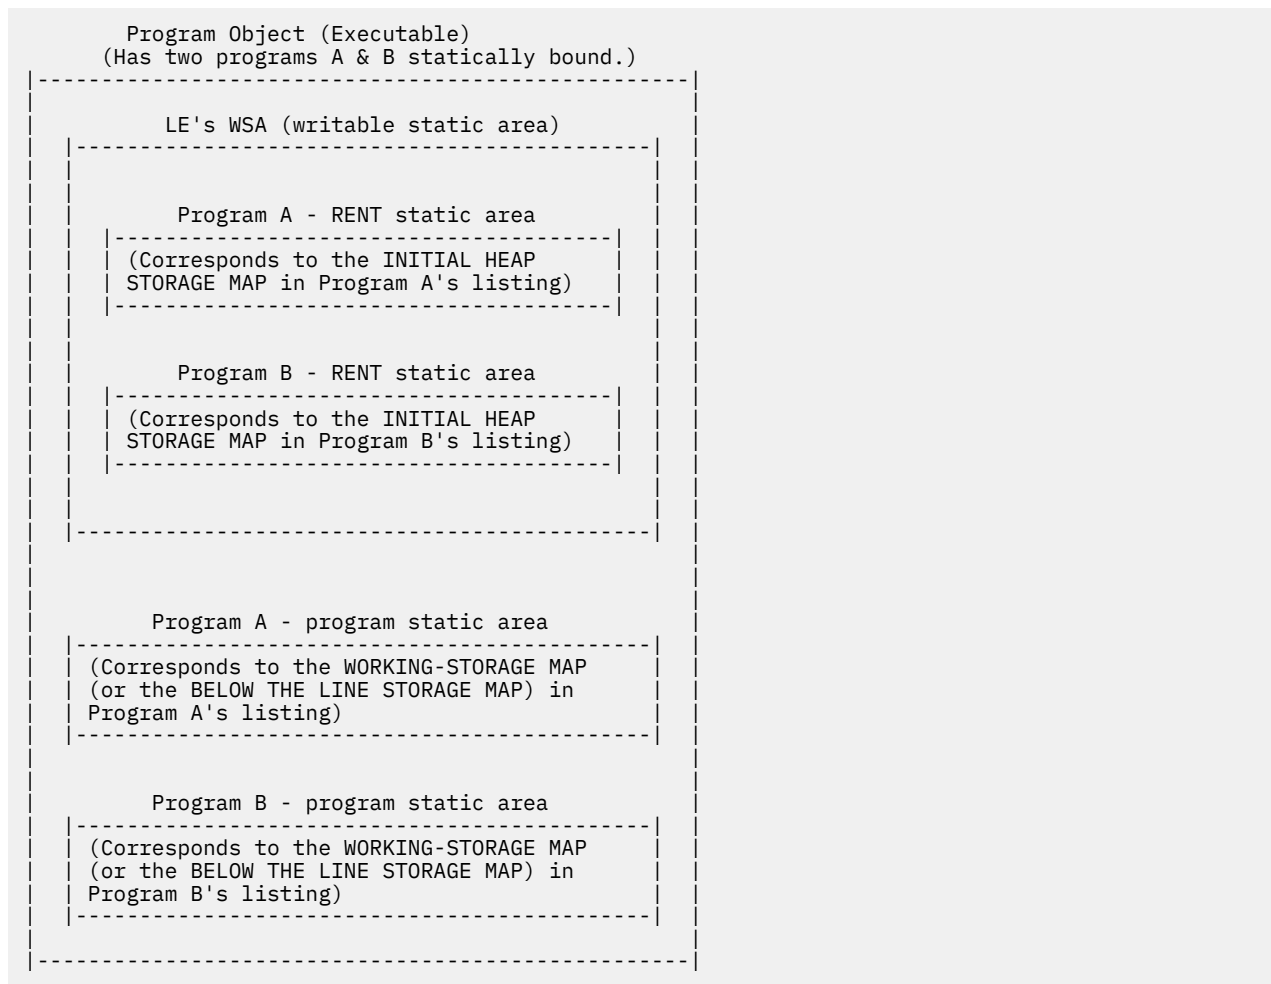 Program Object (Executable)
(Has two programs A & B statically bound.)
LE's WSA (writable static area)
Program A - RENT static area
(Corresponds to the INITIAL HEAP
STORAGE MAP in Program A's listing)
Program B - RENT static area
(Corresponds to the INITIAL HEAP
STORAGE MAP in Program B's listing)
Program A - program static area
(Corresponds to the WORKING-STORAGE MAP
(or the BELOW THE LINE STORAGE MAP) in
Program A's listing)
Program B - program static area
(Corresponds to the WORKING-STORAGE MAP
(or the BELOW THE LINE STORAGE MAP) in
Program B's listing)